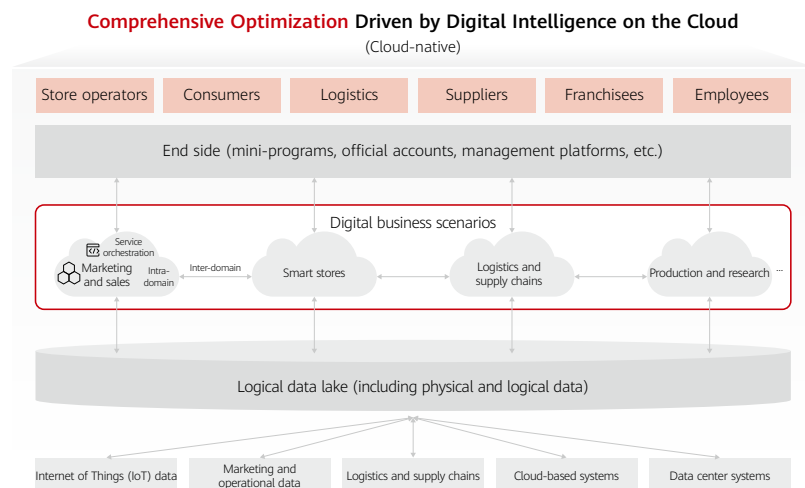 Comprehensive Optimization Driven by Digital Intelligence on the Cloud
(Cloud-native)
Store operators
Consumers
Logistics
Suppliers
Franchisees
Employees
End side (mini-programs, official accounts, management platforms, etc.)
Digital business scenarios
Service
orchestration
Marketing
and sales
Intra-
domain
Inter-domain
Smart stores
Logistics and
supply chains
Production and research
...
Logical data lake (including physical and logical data)
Internet of Things (IoT) data
Marketing and
operational data
Logistics and supply chains
Cloud-based systems
Data center systems